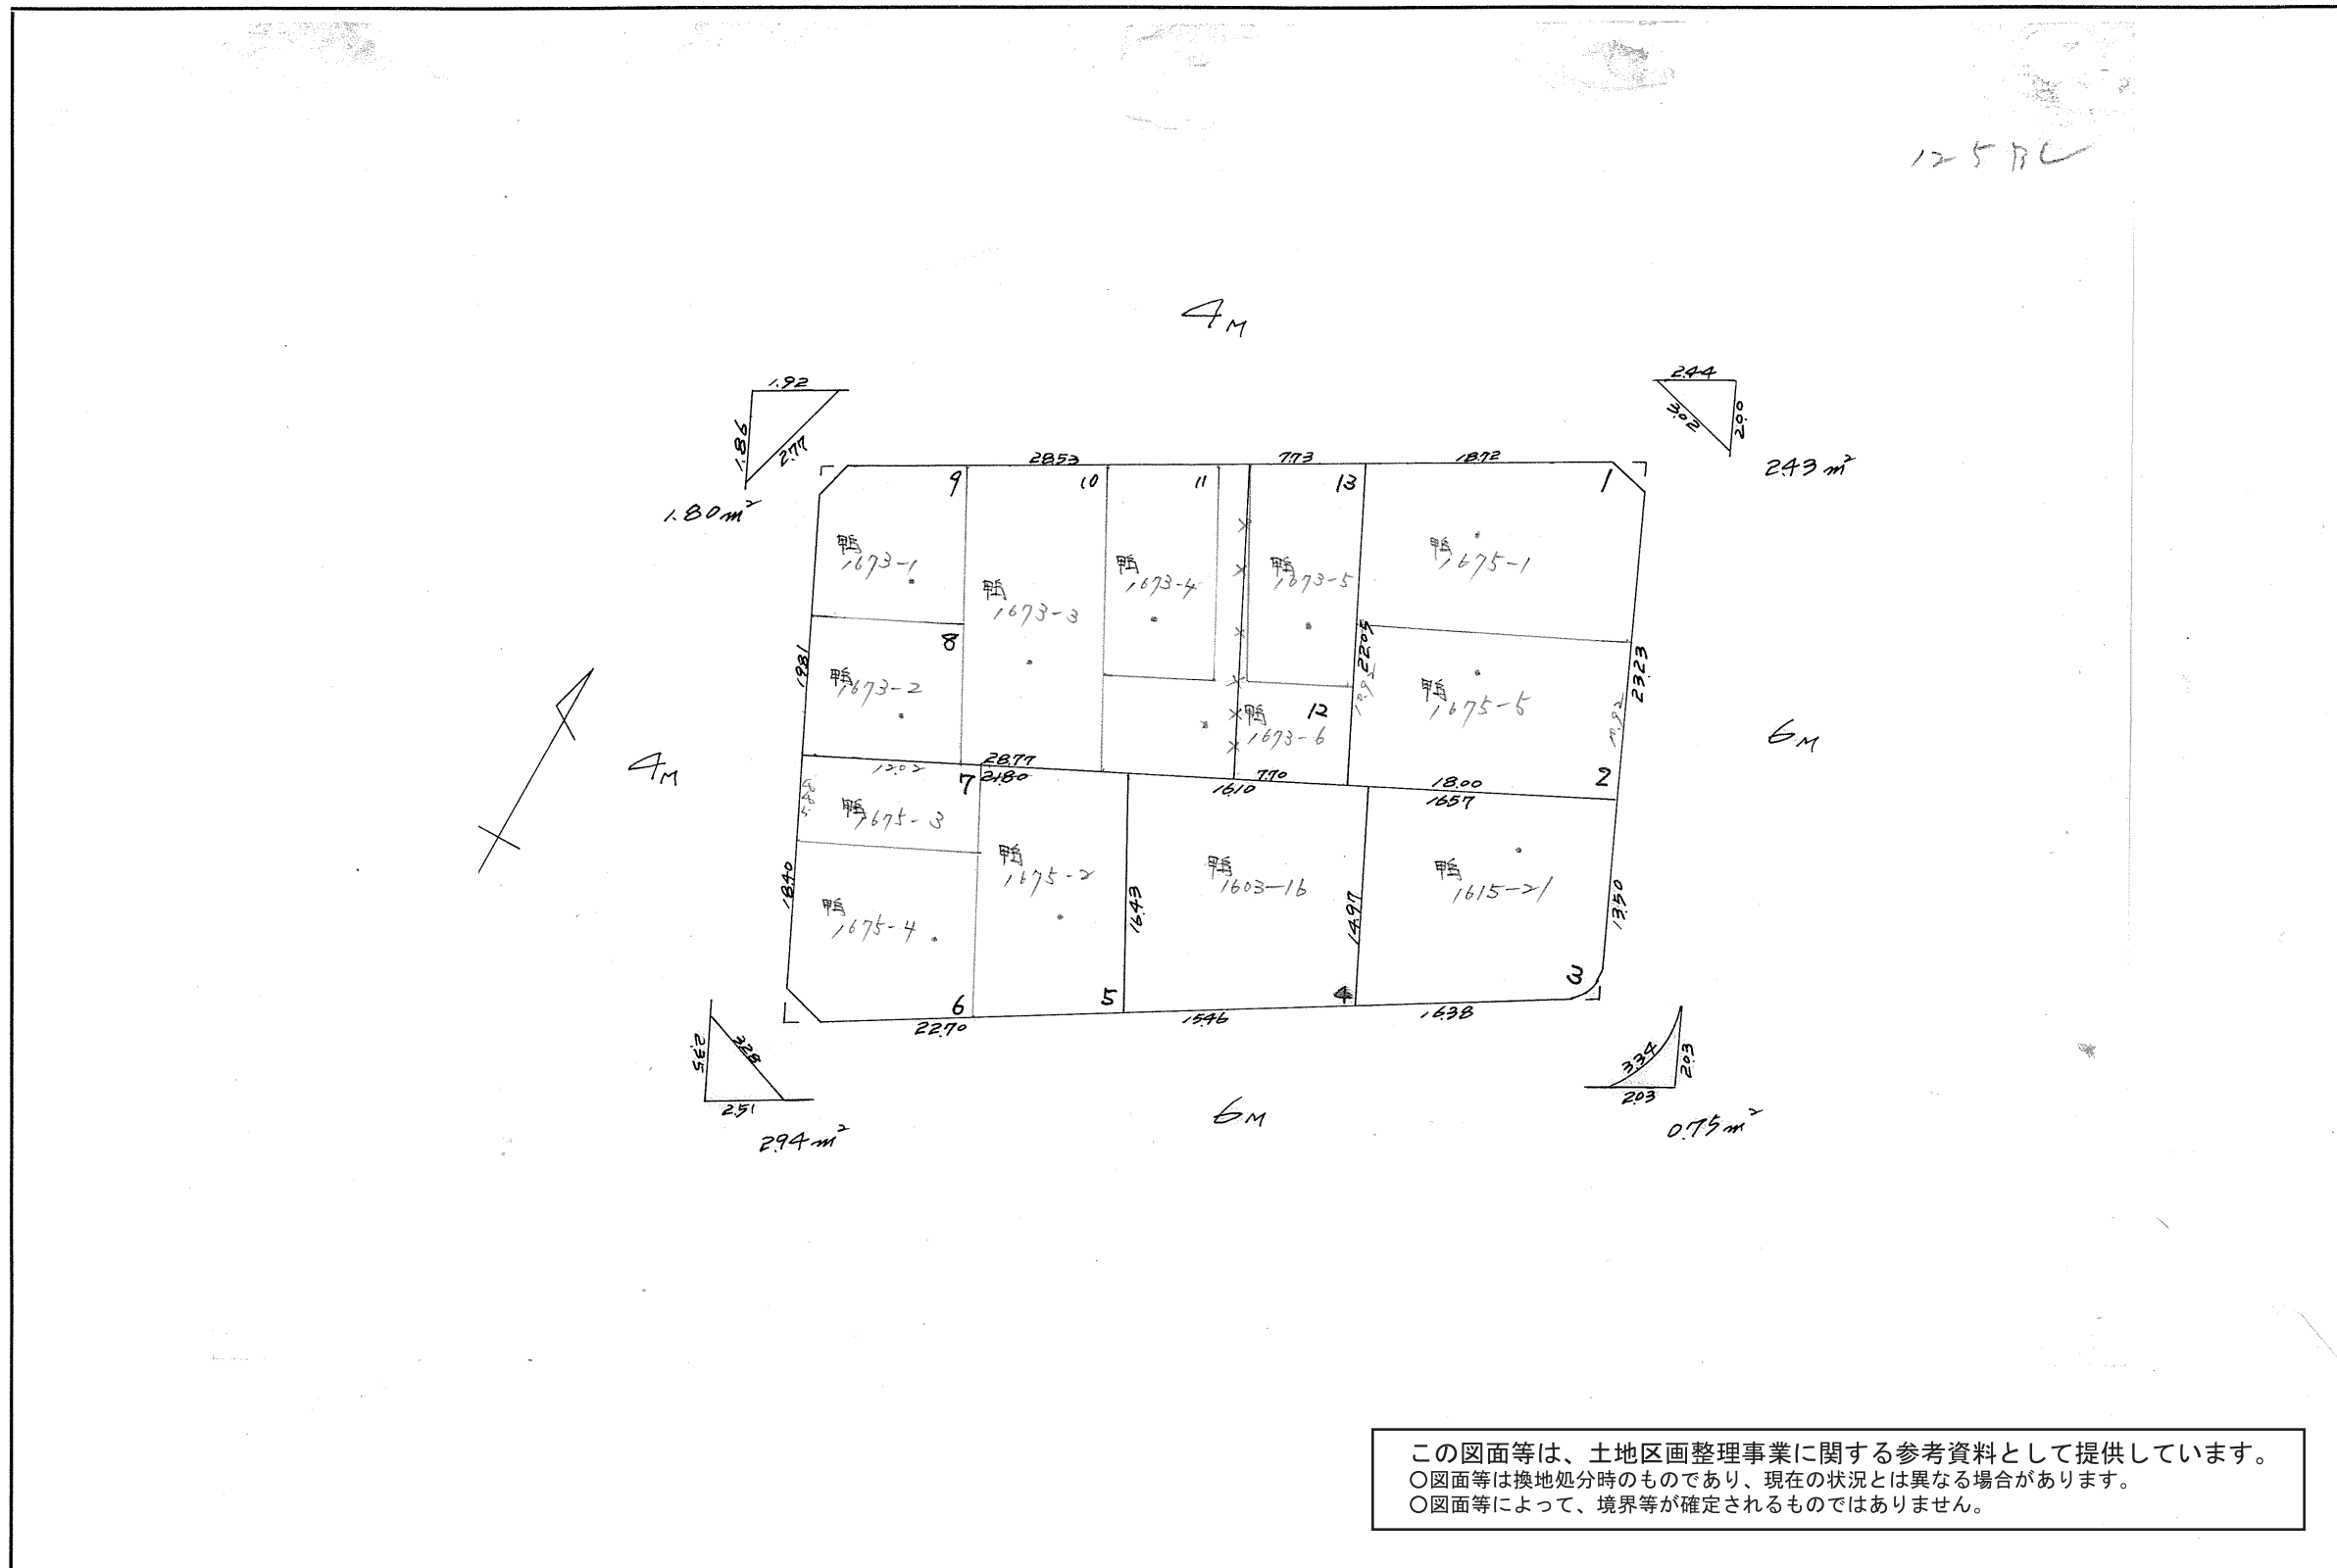 125BL
4M
1.92
1.86
2.77
1.80m²
2.44
3.02
2.00
2.43m²
28.53
7.73
18.72
9
10
11
13
1
鴨
1673-1
鴨
1673-3
鴨
1673-4
鴨
1673-5
鴨
1675-1
8
19.81
鴨
1673-2
22.05
12
鴨
1673-6
鴨
1675-5
23.23
4M
6M
12.02
7
28.77
21.80
16.10
7.70
18.00
16.57
2
鴨
1675-3
鴨
1675-2
鴨
1603-16
鴨
1615-21
18.40
16.43
14.97
13.50
鴨
1675-4
6
5
4
3
22.70
15.46
16.38
2.35
3.28
2.51
2.94m²
6M
3.34
2.03
2.03
0.75m²
この図面等は、土地区画整理事業に関する参考資料として提供しています。
○図面等は換地処分時のものであり、現在の状況とは異なる場合があります。
○図面等によって、境界等が確定されるものではありません。